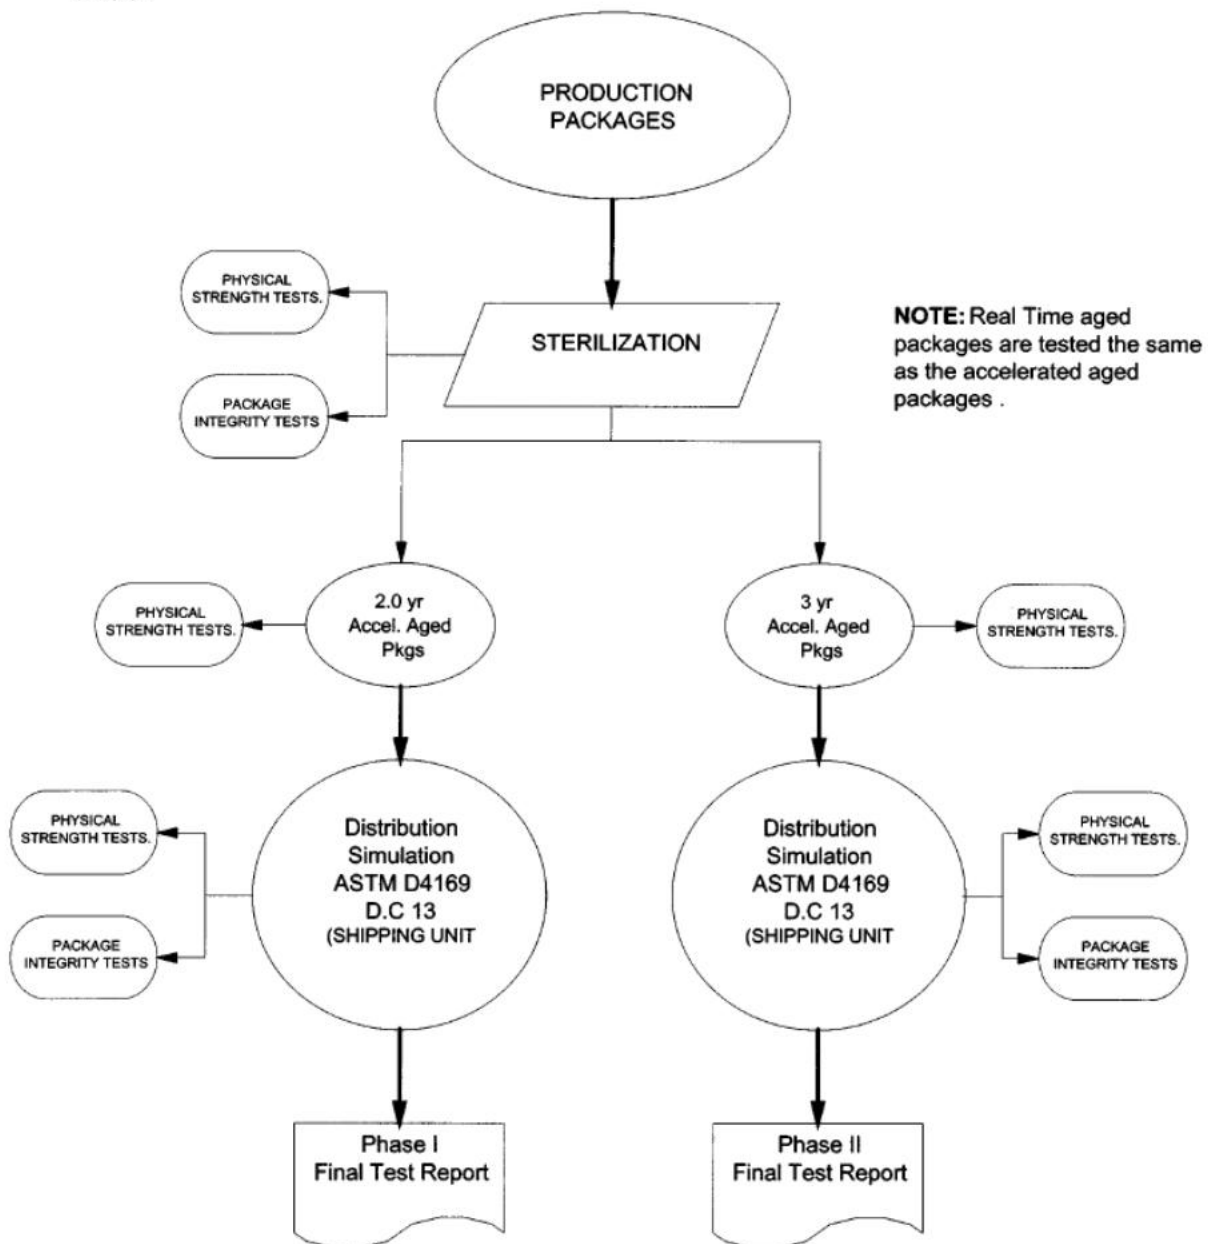 PRODUCTION
PACKAGES
PHYSICAL
STRENGTH TESTS.
STERILIZATION
NOTE: Real Time aged
packages are tested the same
as the accelerated aged
packages .
PACKAGE
INTEGRITY TESTS
2.0 yr
Accel. Aged
Pkgs
PHYSICAL
STRENGTH TESTS.
3 yr
Accel. Aged
Pkgs
PHYSICAL
STRENGTH TESTS.
PHYSICAL
STRENGTH TESTS.
PACKAGE
INTEGRITY TESTS
Distribution
Simulation
ASTM D4169
D.C 13
(SHIPPING UNIT
Distribution
Simulation
ASTM D4169
D.C 13
(SHIPPING UNIT
PHYSICAL
STRENGTH TESTS.
PACKAGE
INTEGRITY TESTS
Phase I
Final Test Report
Phase II
Final Test Report